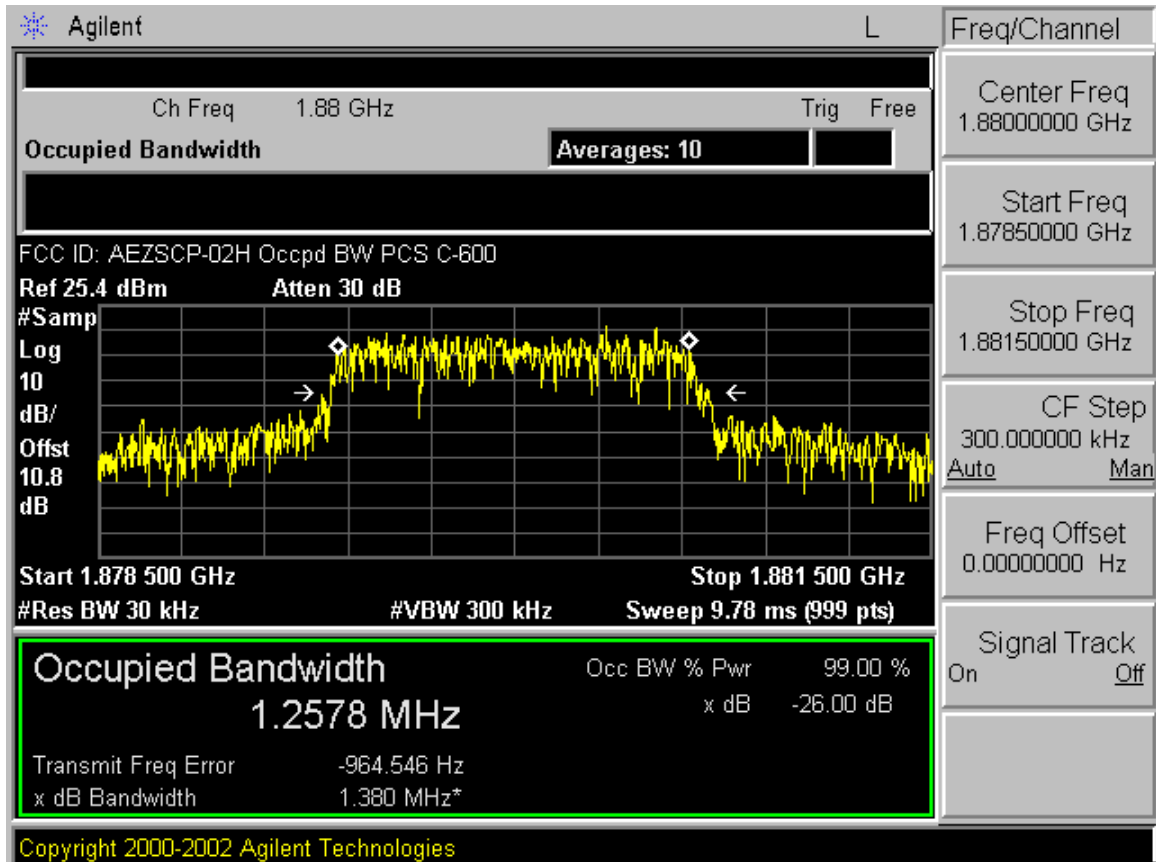 Agilent L
Freq/Channel
Ch Freq 1.88 GHz Trig Free
Occupied Bandwidth Averages: 10
FCC ID: AEZSCP-02H Occpd BW PCS C-600
Ref 25.4 dBm Atten 30 dB
#Samp
Log
10
dB/
Offst
10.8
dB
Start 1.878 500 GHz Stop 1.881 500 GHz
#Res BW 30 kHz #VBW 300 kHz Sweep 9.78 ms (999 pts)
Occupied Bandwidth
1.2578 MHz
Occ BW % Pwr 99.00 %
x dB -26.00 dB
Transmit Freq Error -964.546 Hz
x dB Bandwidth 1.380 MHz*
Copyright 2000-2002 Agilent Technologies
Center Freq
1.88000000 GHz
Start Freq
1.87850000 GHz
Stop Freq
1.88150000 GHz
CF Step
300.000000 kHz
Auto Man
Freq Offset
0.00000000 Hz
Signal Track
On Off